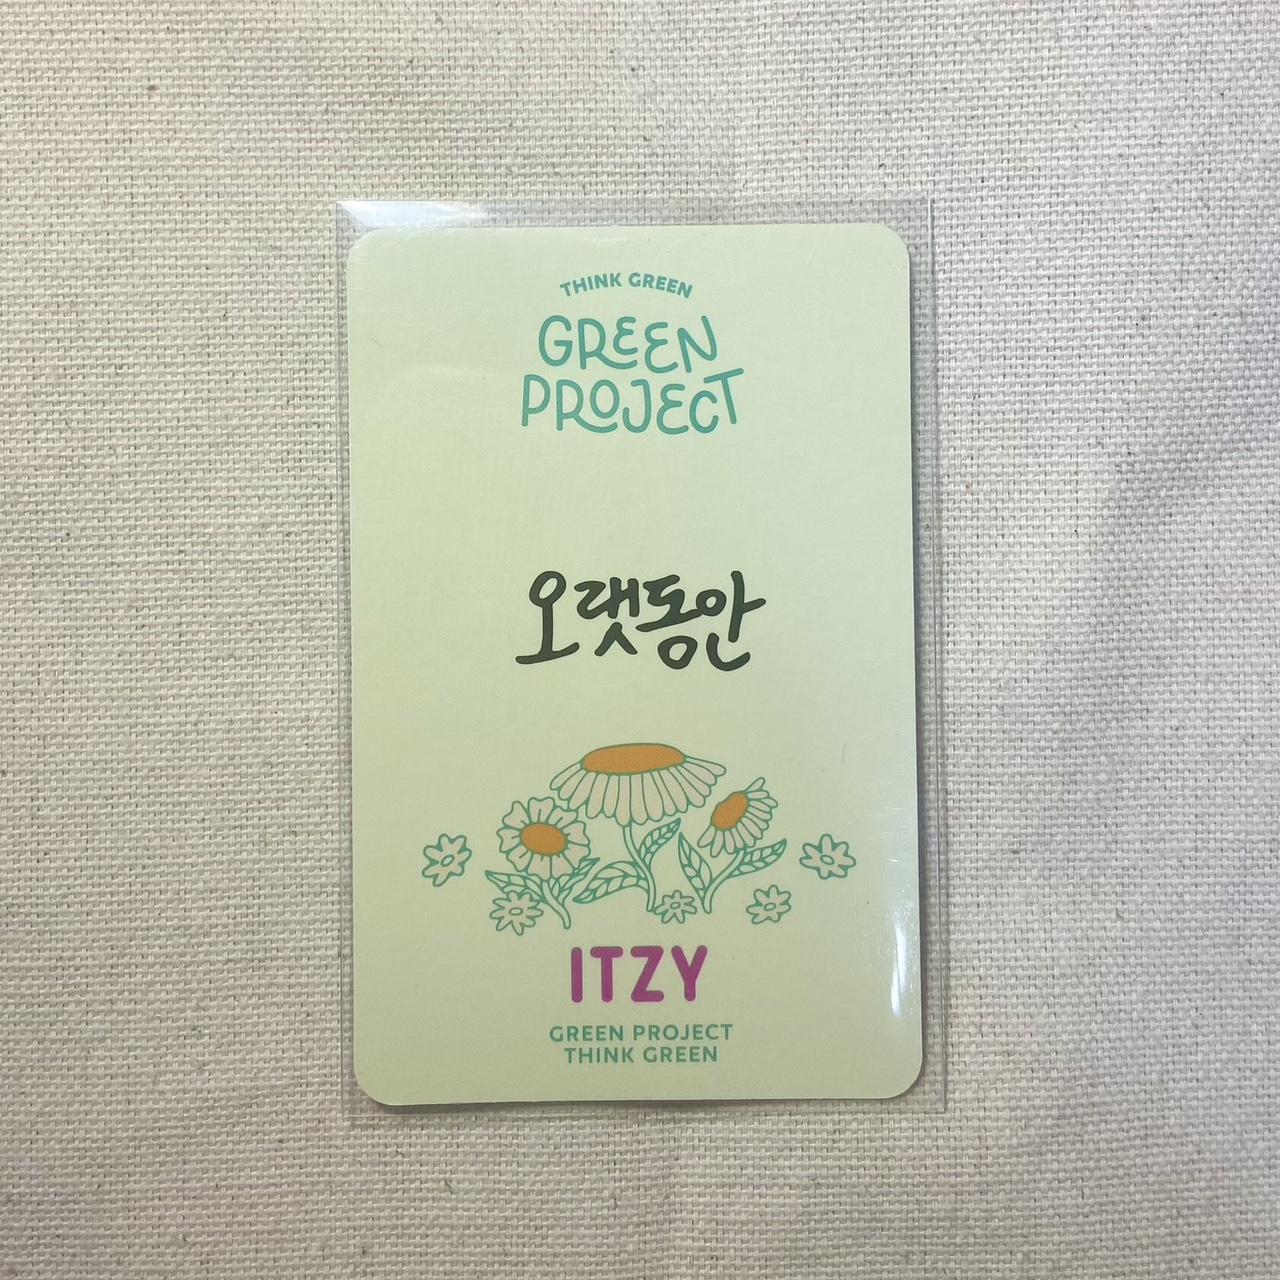 THINK GREEN
GREEN
PROJECT
오랫동안
ITZY
GREEN PROJECT
THINK GREEN